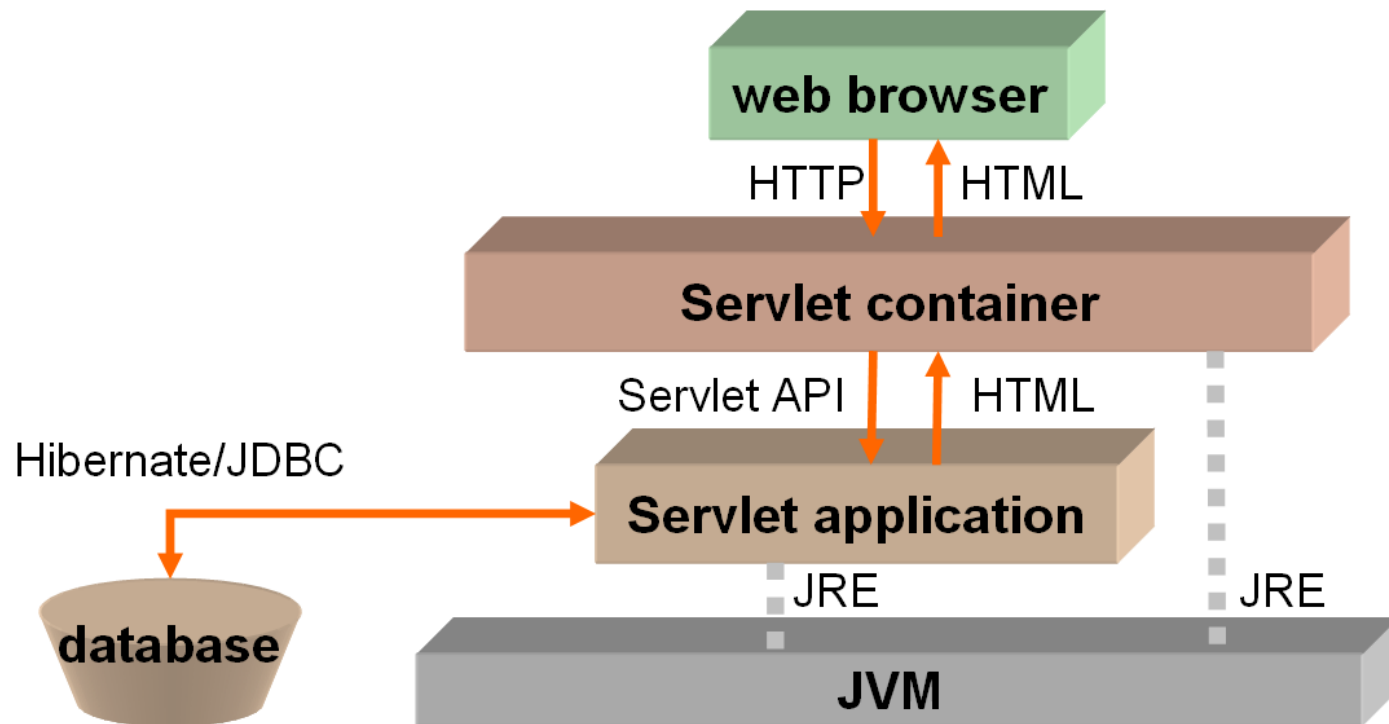 web browser
HTTP
HTML
Servlet container
Servlet API
HTML
Hibernate/JDBC
Servlet application
JRE
JRE
database
JVM